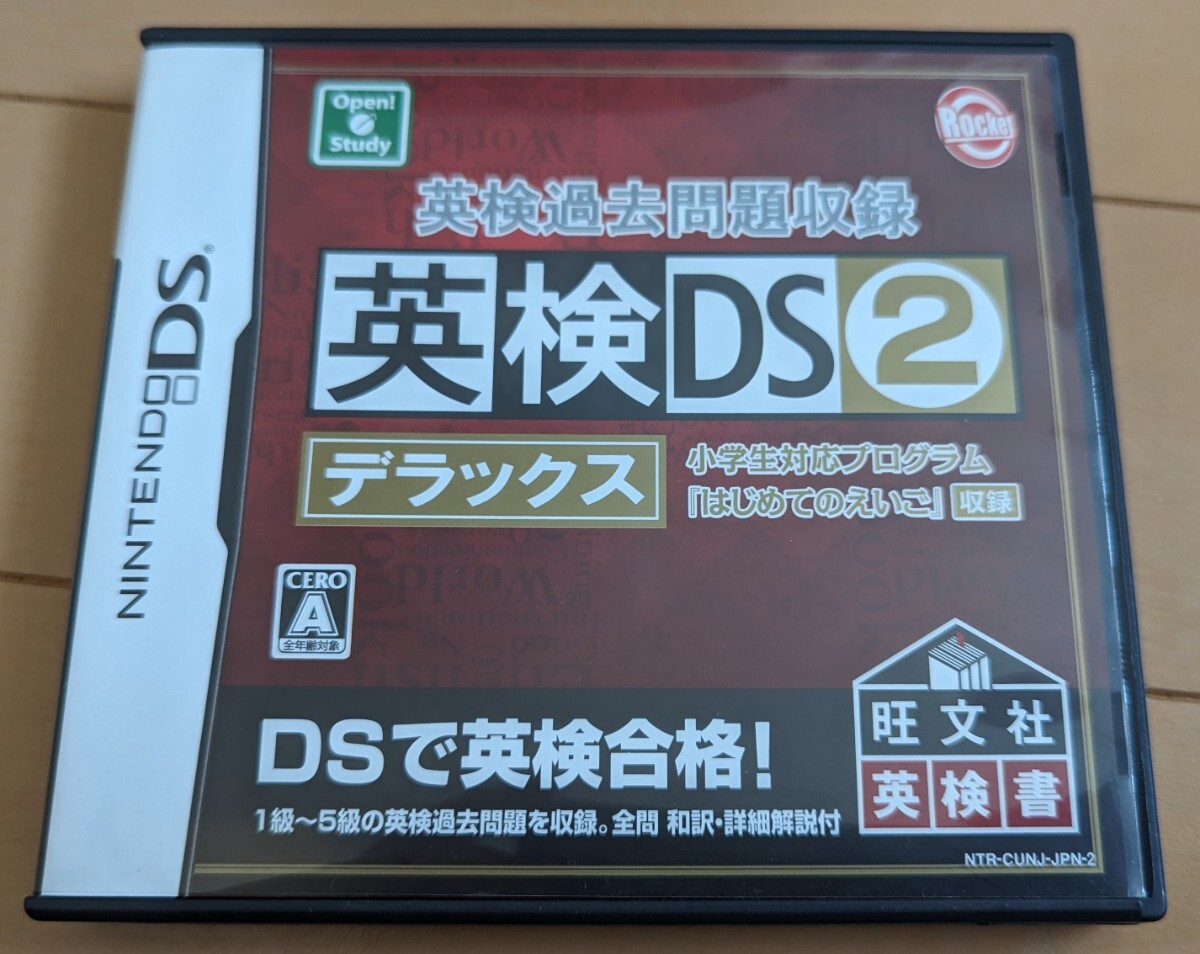 NINTENDO DS®
Open!
Study
Rocket
英検過去問題収録
英検DS2
デラックス
小学生対応プログラム
『はじめてのえいご』 収録
CERO
A
全年齢対象
旺文社
英検書
DSで英検合格!
1級～5級の英検過去問題を収録。全問 和訳・詳細解説付
NTR-CUNJ-JPN-2